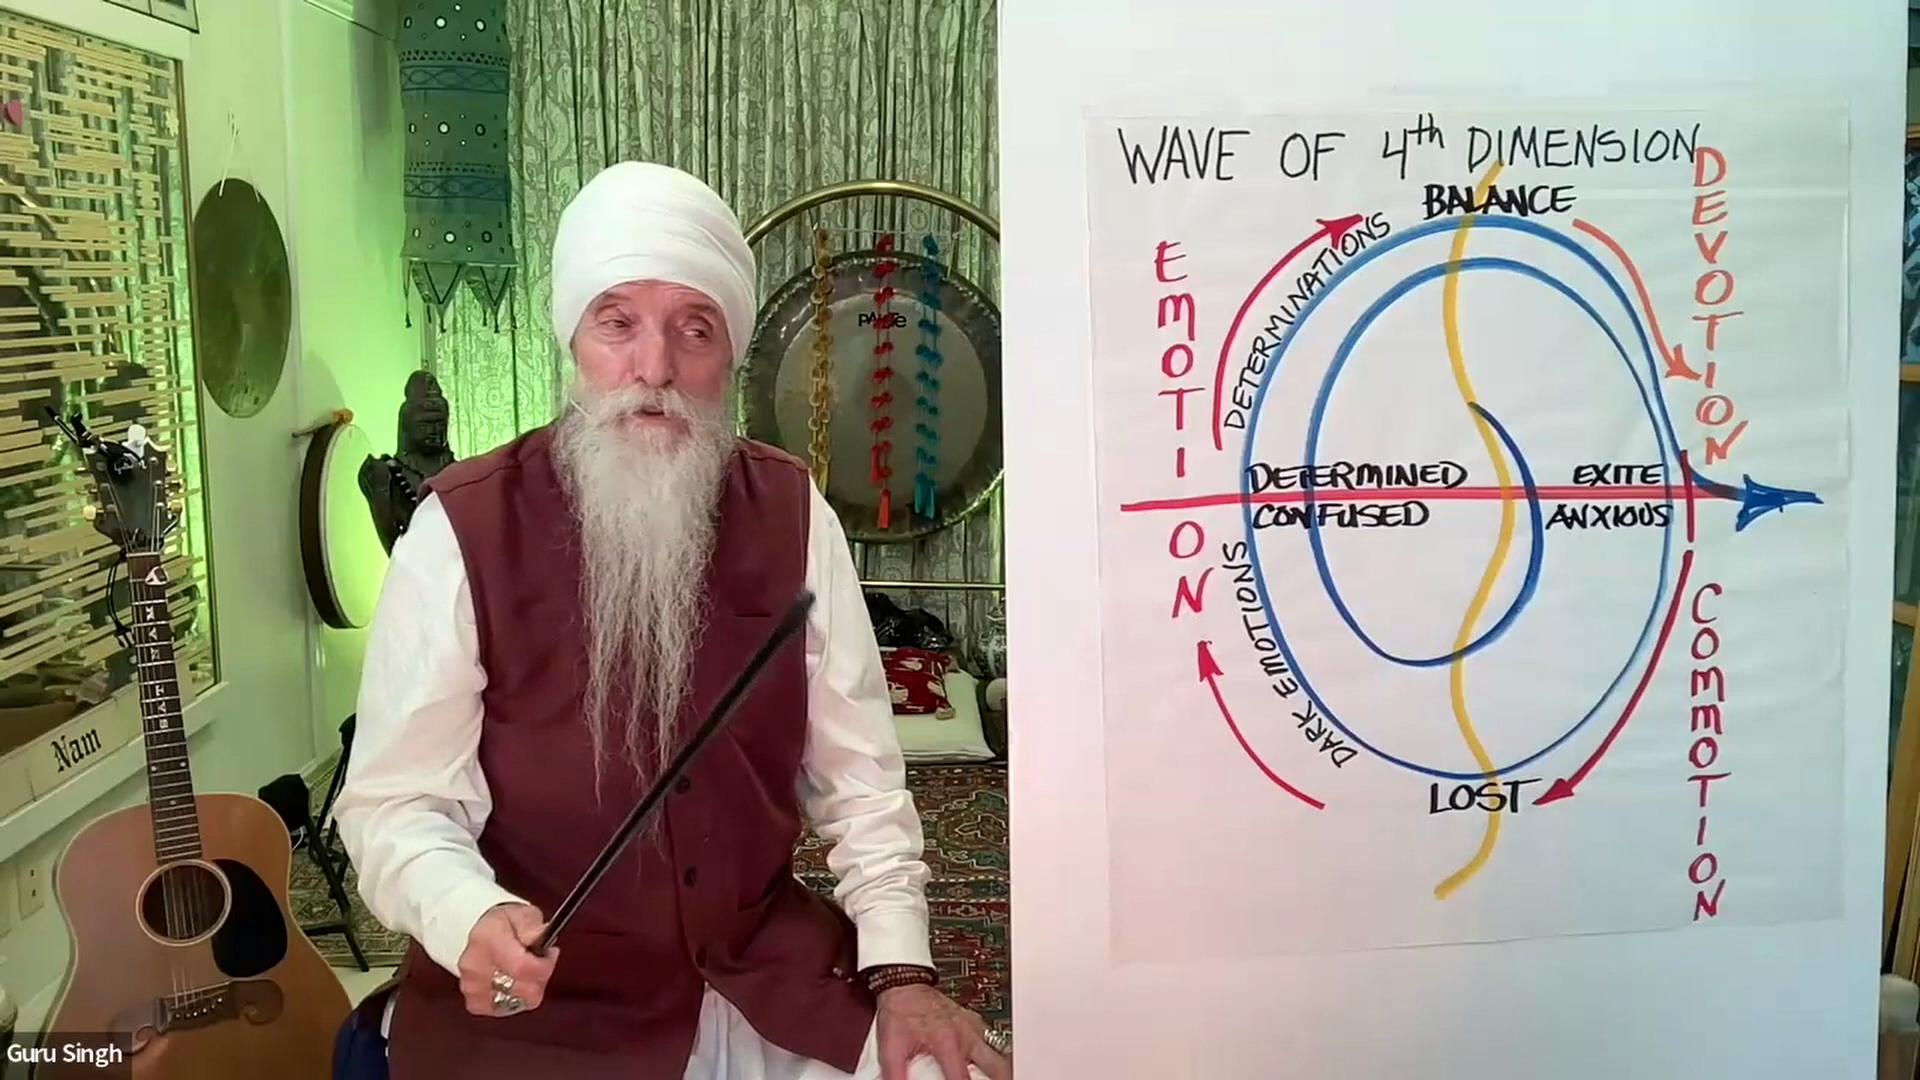 WAVE OF 4th DIMENSION
BALANCE
DEVOTION
EMOTION
DETERMINATIONS
DETERMINED
EXITE
CONFUSED
ANXIOUS
DARK EMOTIONS
COMMOTION
LOST
PAISTe
Nam
Guru Singh